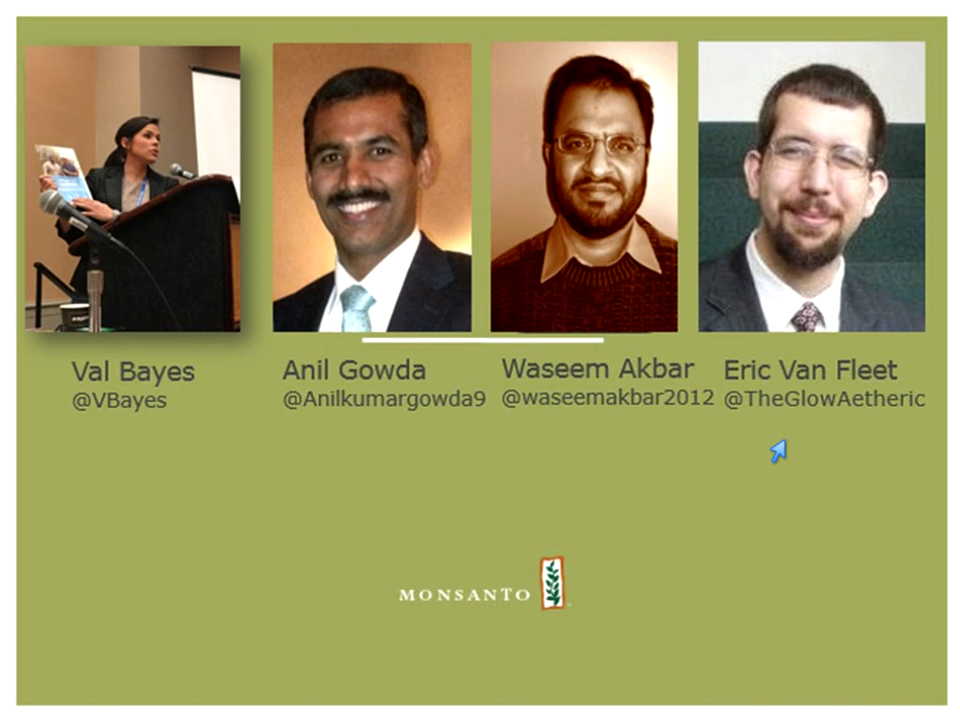 Val Bayes
@VBayes
Anil Gowda
@Anilkumargowda9
Waseem Akbar
@waseemakbar2012
Eric Van Fleet
@TheGlowAetheric
MONSANTO